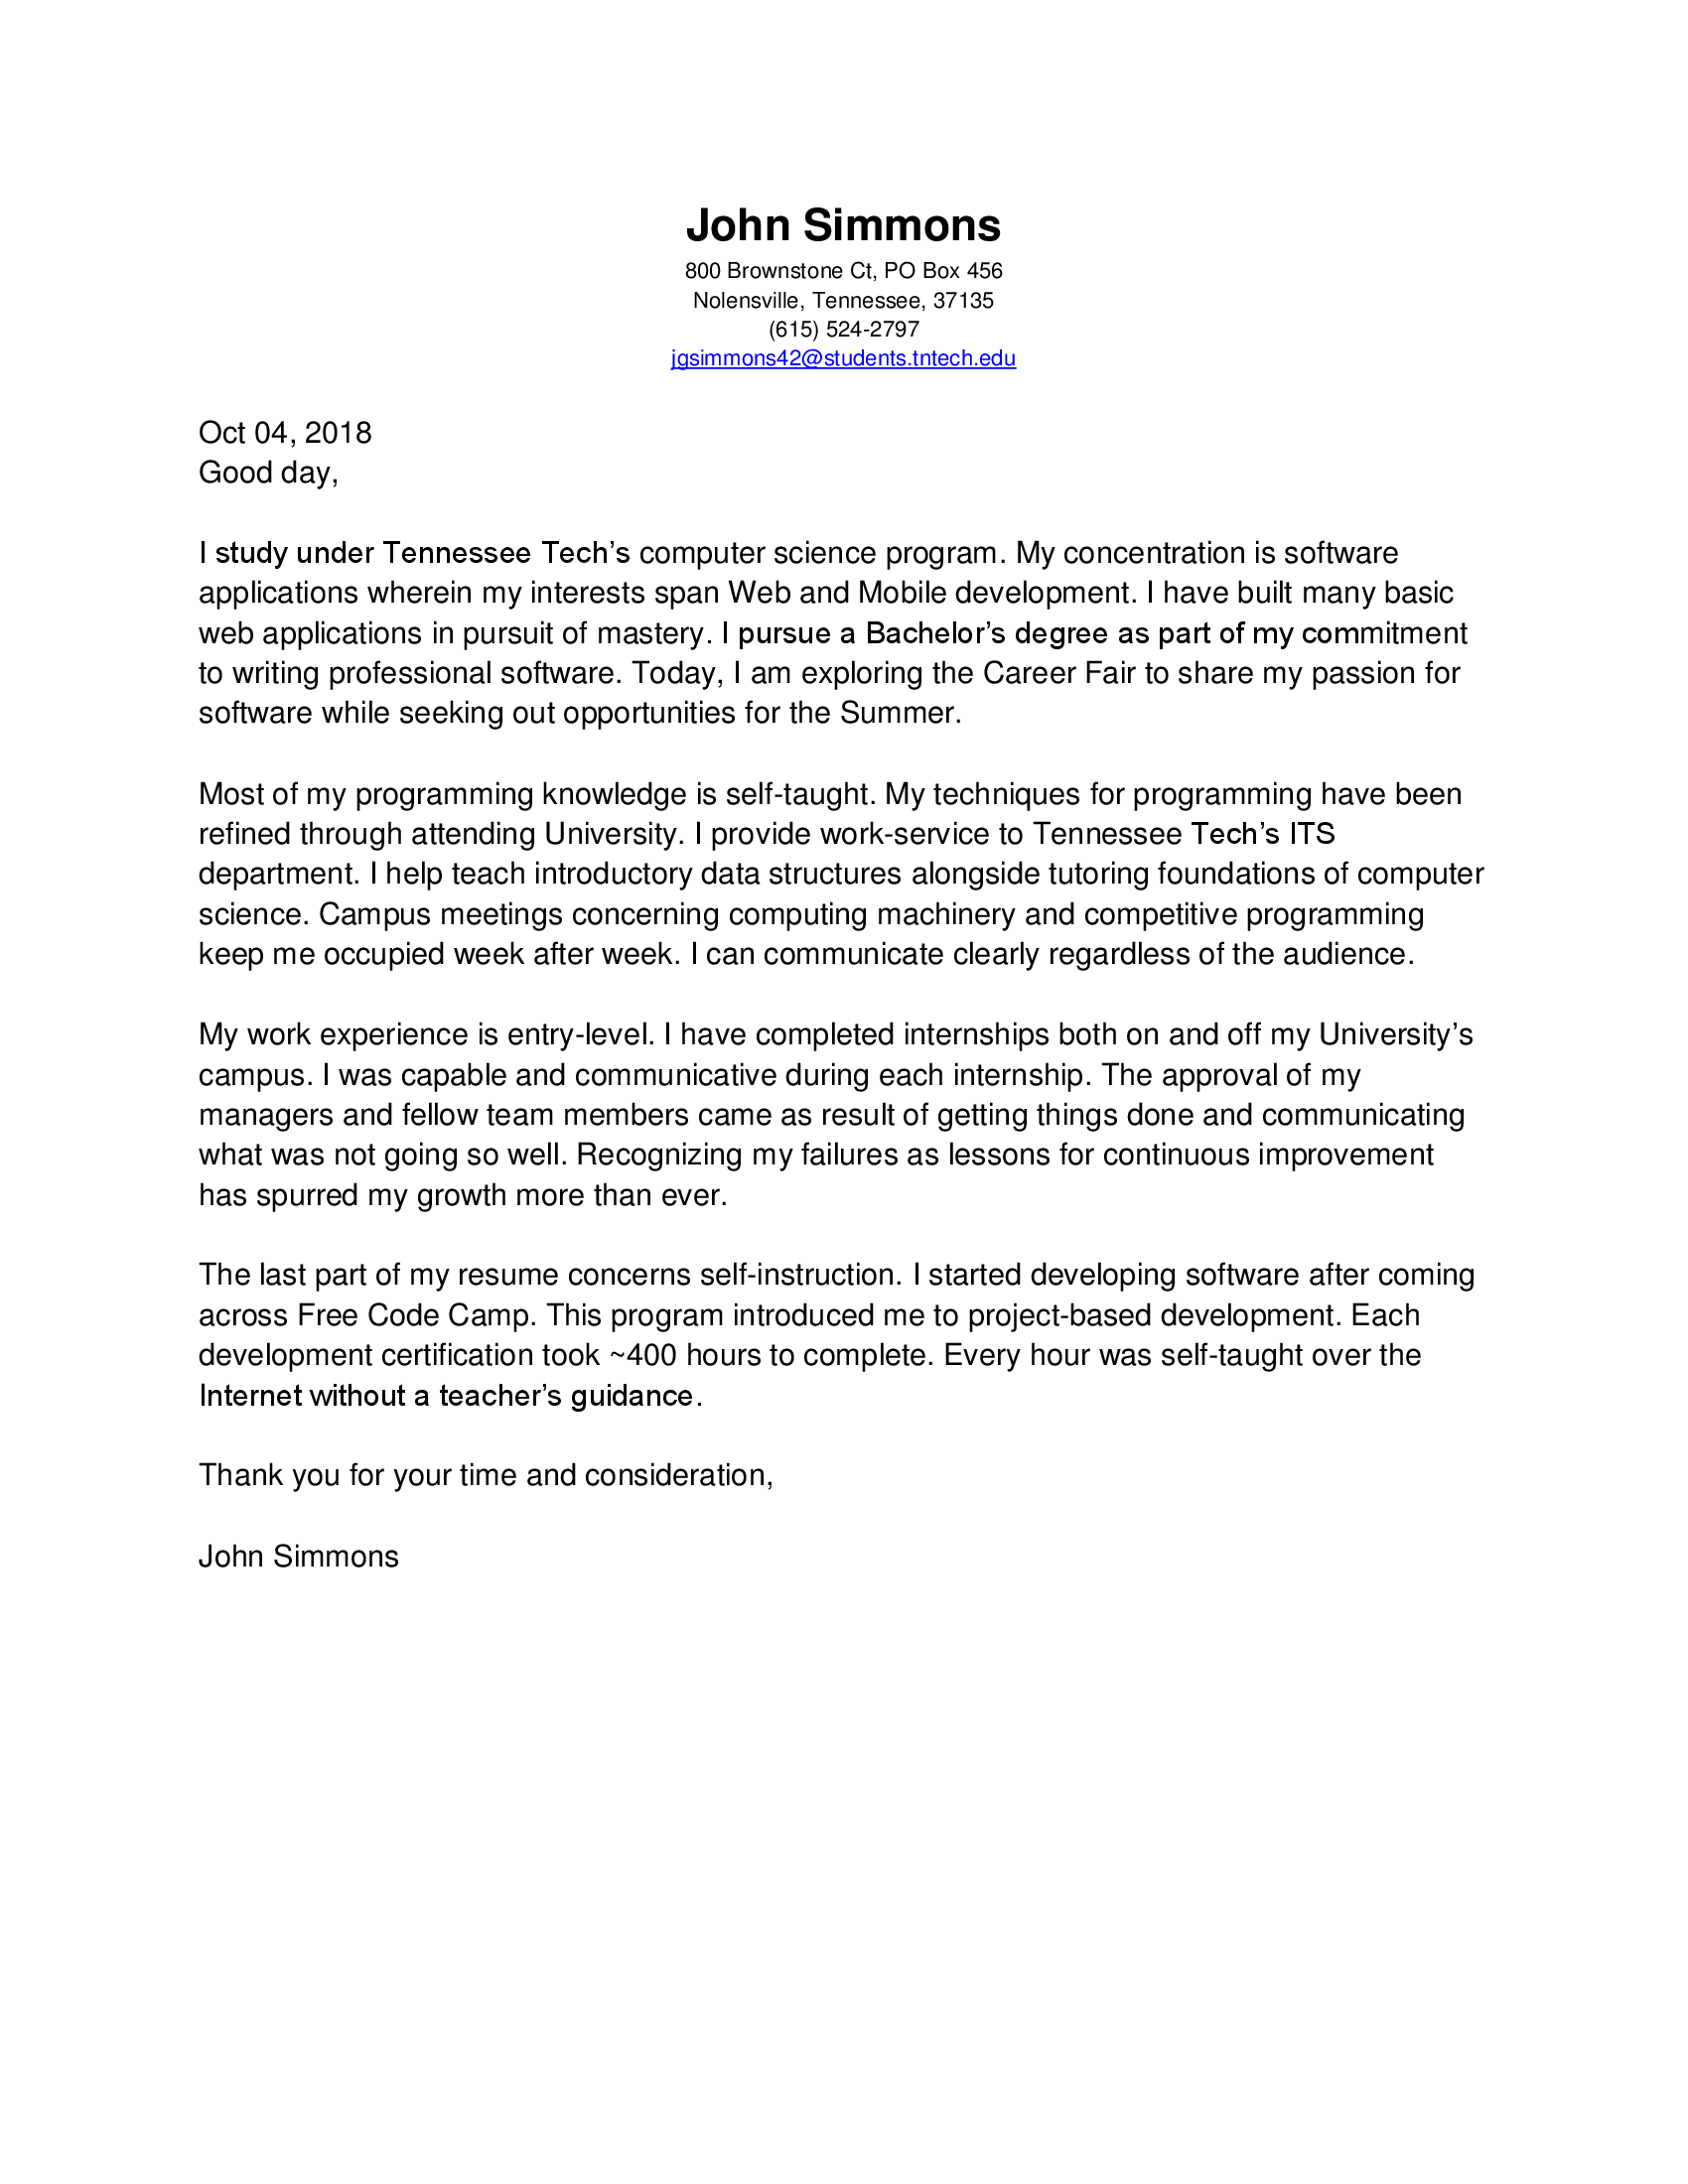 John Simmons
800 Brownstone Ct, PO Box 456
Nolensville, Tennessee, 37135
(615) 524-2797
jgsimmons42@students.tntech.edu
Oct 04, 2018
Good day,
I study under Tennessee Tech’s computer science program. My concentration is software
applications wherein my interests span Web and Mobile development. I have built many basic
web applications in pursuit of mastery. I pursue a Bachelor’s degree as part of my commitment
to writing professional software. Today, I am exploring the Career Fair to share my passion for
software while seeking out opportunities for the Summer.
Most of my programming knowledge is self-taught. My techniques for programming have been
refined through attending University. I provide work-service to Tennessee Tech’s ITS
department. I help teach introductory data structures alongside tutoring foundations of computer
science. Campus meetings concerning computing machinery and competitive programming
keep me occupied week after week. I can communicate clearly regardless of the audience.
My work experience is entry-level. I have completed internships both on and off my University’s
campus. I was capable and communicative during each internship. The approval of my
managers and fellow team members came as result of getting things done and communicating
what was not going so well. Recognizing my failures as lessons for continuous improvement
has spurred my growth more than ever.
The last part of my resume concerns self-instruction. I started developing software after coming
across Free Code Camp. This program introduced me to project-based development. Each
development certification took ~400 hours to complete. Every hour was self-taught over the
Internet without a teacher’s guidance.
Thank you for your time and consideration,
John Simmons